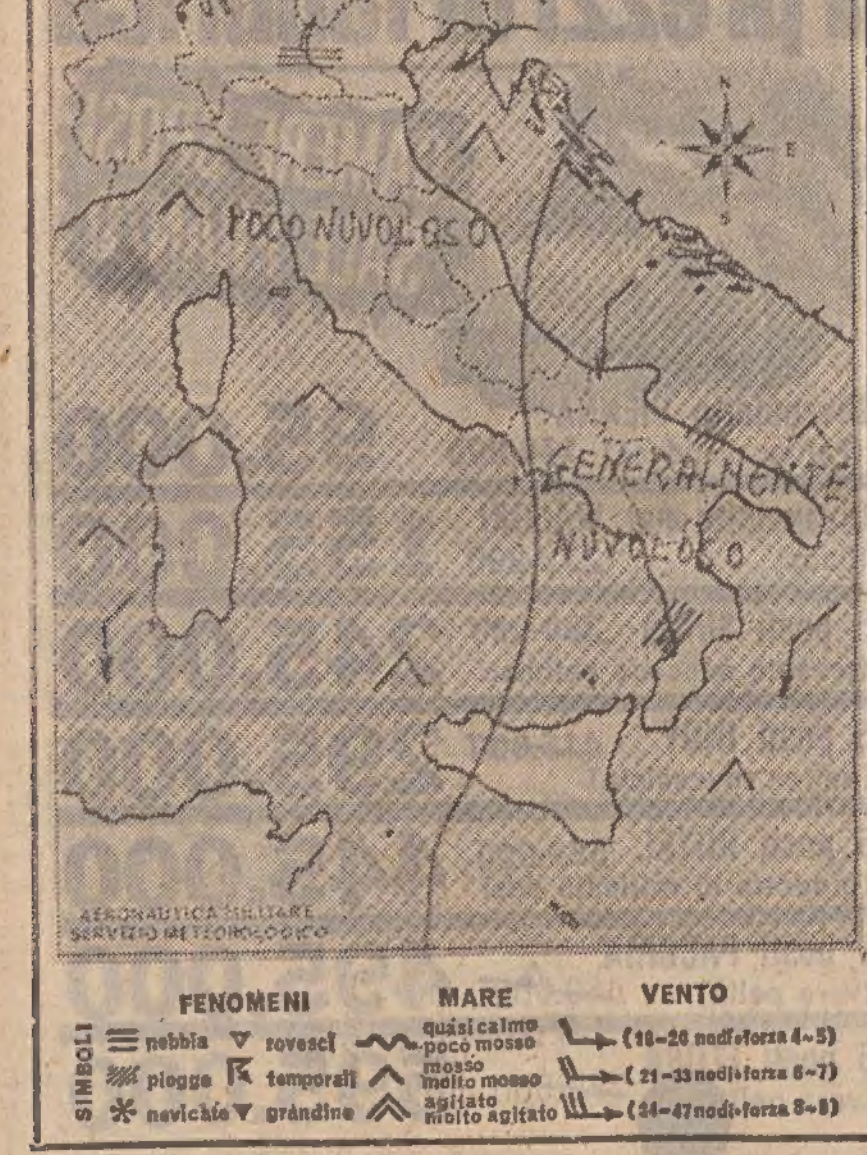 N
E
S
POCO NUVOLOSO
GENERALMENTE
NUVOLOSO
AERONAUTICA MILITARE
SERVIZIO METEOROLOGICO
FENOMENI
MARE
VENTO
SIMBOLI
nebbia
rovesci
quasi calmo
poco mosso
(16-20 nodi=forza 4-5)
piogge
temporali
mosso
molto mosso
(21-33 nodi=forza 6-7)
nevicate
grandine
agitato
molto agitato